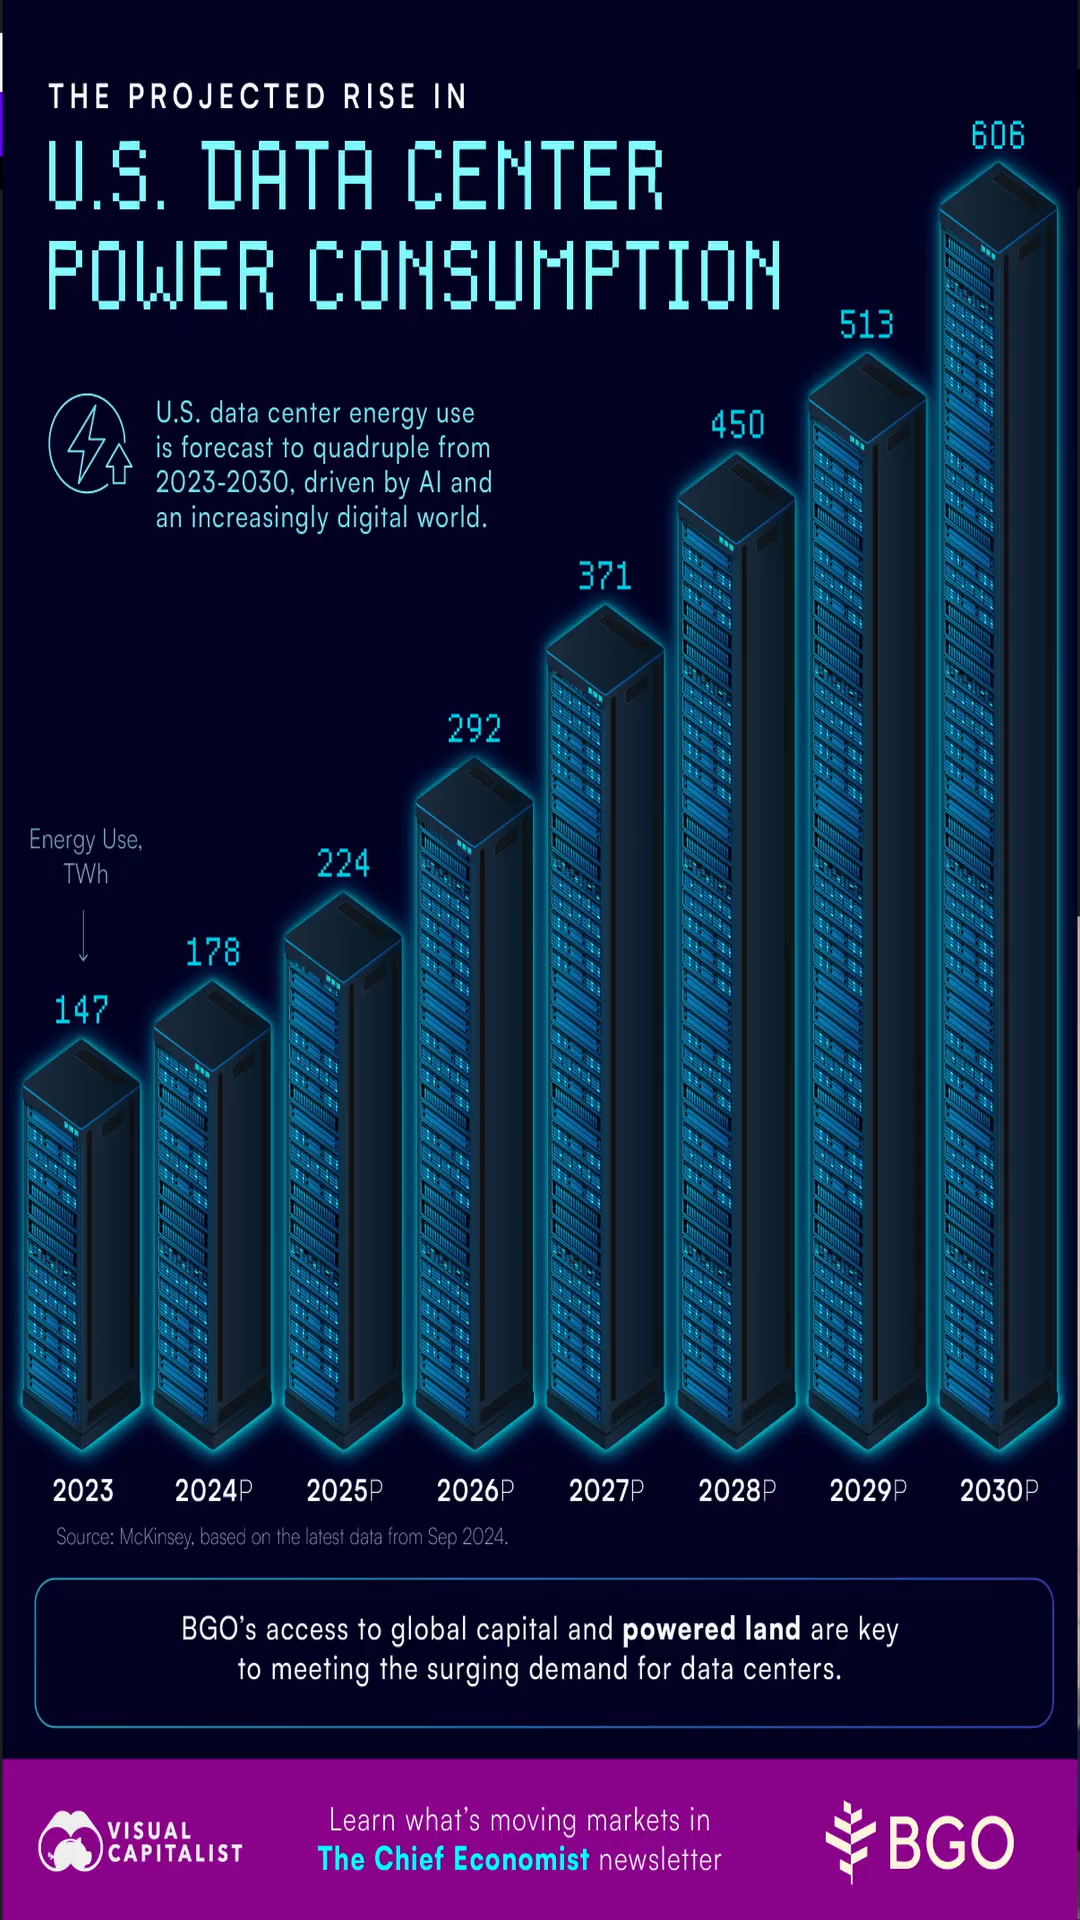 THE PROJECTED RISE IN
U.S. DATA CENTER
POWER CONSUMPTION
U.S. data center energy use
is forecast to quadruple from
2023-2030, driven by AI and
an increasingly digital world.
Energy Use,
TWh
147
178
224
292
371
450
513
606
2023
2024P
2025P
2026P
2027P
2028P
2029P
2030P
Source: McKinsey, based on the latest data from Sep 2024.
BGO's access to global capital and powered land are key
to meeting the surging demand for data centers.
VISUAL
CAPITALIST
Learn what's moving markets in
The Chief Economist newsletter
BGO